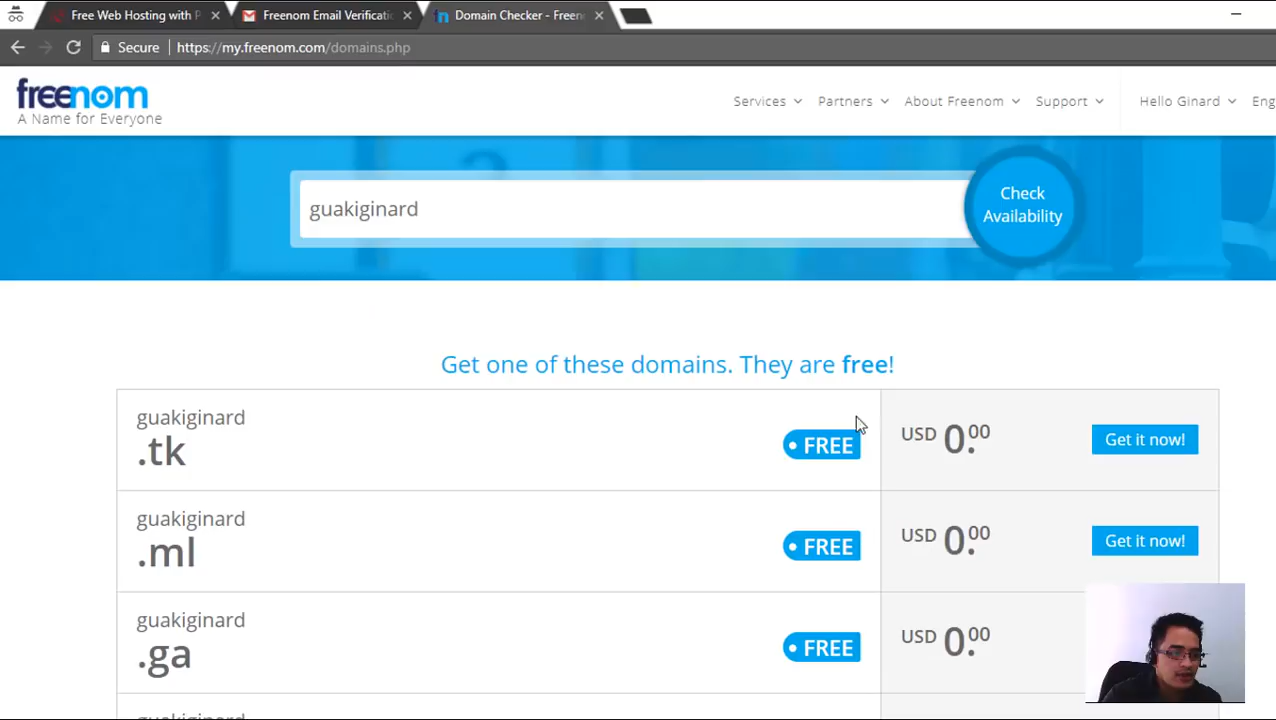 Free Web Hosting with P
Freenom Email Verificatio
Domain Checker - Freen
Secure
https://my.freenom.com/domains.php
freenom
A Name for Everyone
Services
Partners
About Freenom
Support
Hello Ginard
Eng
guakiginard
Check
Availability
Get one of these domains. They are free!
guakiginard
.tk
FREE
USD 0.00
Get it now!
guakiginard
.ml
FREE
USD 0.00
Get it now!
guakiginard
.ga
FREE
USD 0.00